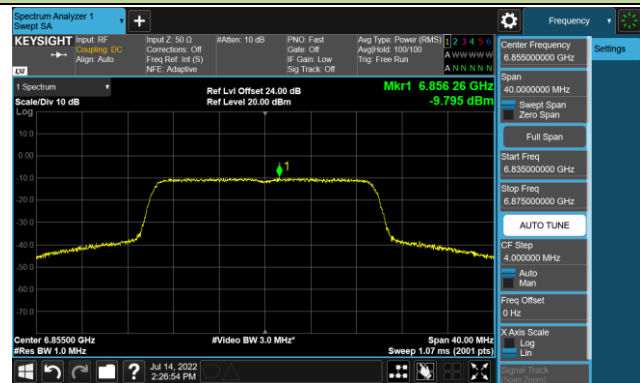 Spectrum Analyzer 1
Swept SA
Frequency
KEYSIGHT
Input: RF
Coupling: DC
Align: Auto
Input Z: 50 Ω
Corrections: Off
Freq Ref: Int (S)
NFE: Adaptive
#Atten: 10 dB
PNO: Fast
Gate: Off
IF Gain: Low
Sig Track: Off
Avg Type: Power (RMS)
Avg|Hold: 100/100
Trig: Free Run
1 2 3 4 5 6
A W W W W W
A N N N N N
LXI
Center Frequency
6.855000000 GHz
Settings
Span
40.0000000 MHz
Swept Span
Zero Span
Full Span
Start Freq
6.835000000 GHz
Stop Freq
6.875000000 GHz
AUTO TUNE
CF Step
4.000000 MHz
Auto
Man
Freq Offset
0 Hz
X Axis Scale
Log
Lin
Signal Track
(Span Zoom)
1 Spectrum
Scale/Div 10 dB
Log
Ref Lvl Offset 24.00 dB
Ref Level 20.00 dBm
Mkr1 6.856 26 GHz
-9.795 dBm
1
10.0
0.00
-10.0
-20.0
-30.0
-40.0
-50.0
-60.0
-70.0
Center 6.85500 GHz
#Res BW 1.0 MHz
#Video BW 3.0 MHz*
Span 40.00 MHz
Sweep 1.07 ms (2001 pts)
?
Jul 14, 2022
2:26:54 PM